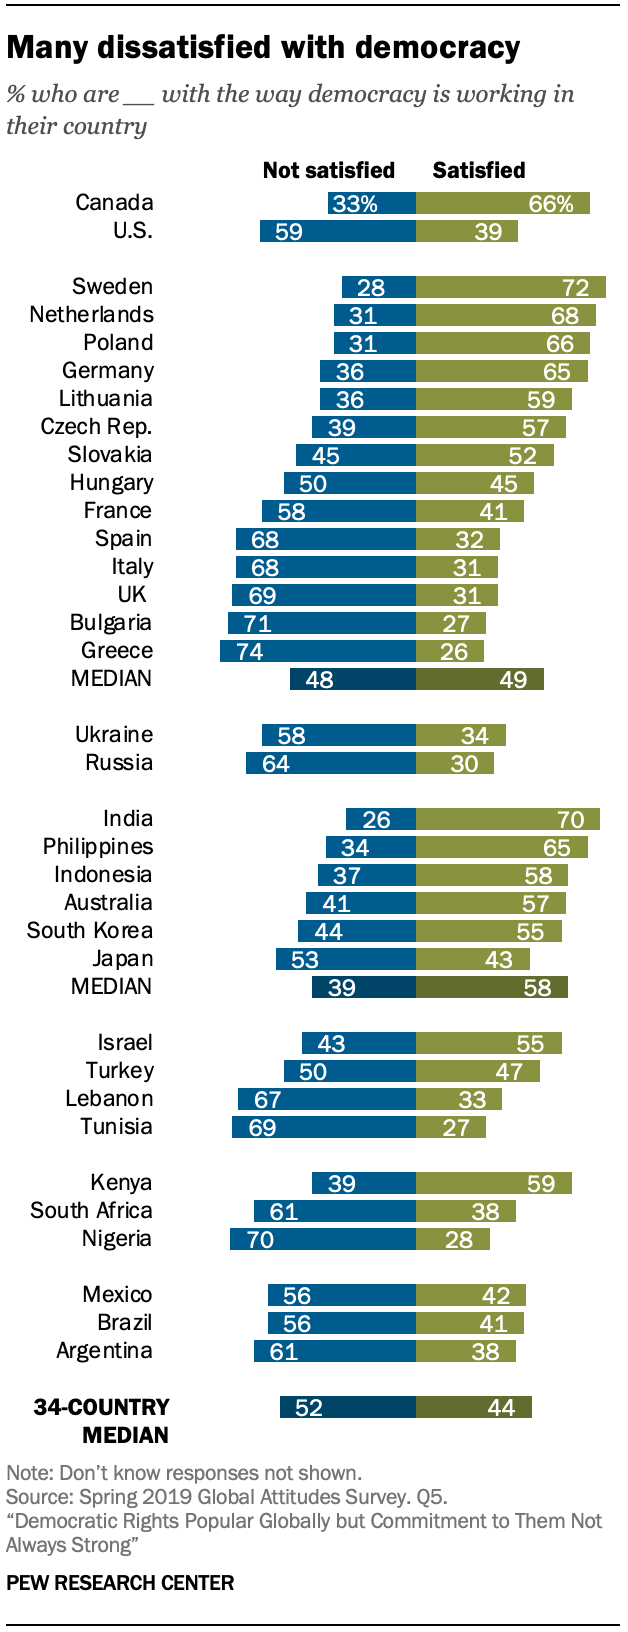 Many dissatisfied with democracy
% who are __ with the way democracy is working in
their country
Not satisfied Satisfied
Canada 33% 66%
U.S. 59 39
Sweden 28 72
Netherlands 31 68
Poland 31 66
Germany 36 65
Lithuania 36 59
Czech Rep. 39 57
Slovakia 45 52
Hungary 50 45
France 58 41
Spain 68 32
Italy 68 31
UK 69 31
Bulgaria 71 27
Greece 74 26
MEDIAN 48 49
Ukraine 58 34
Russia 64 30
India 26 70
Philippines 34 65
Indonesia 37 58
Australia 41 57
South Korea 44 55
Japan 53 43
MEDIAN 39 58
Israel 43 55
Turkey 50 47
Lebanon 67 33
Tunisia 69 27
Kenya 39 59
South Africa 61 38
Nigeria 70 28
Mexico 56 42
Brazil 56 41
Argentina 61 38
34-COUNTRY 52 44
MEDIAN
Note: Don’t know responses not shown.
Source: Spring 2019 Global Attitudes Survey. Q5.
“Democratic Rights Popular Globally but Commitment to Them Not
Always Strong”
PEW RESEARCH CENTER